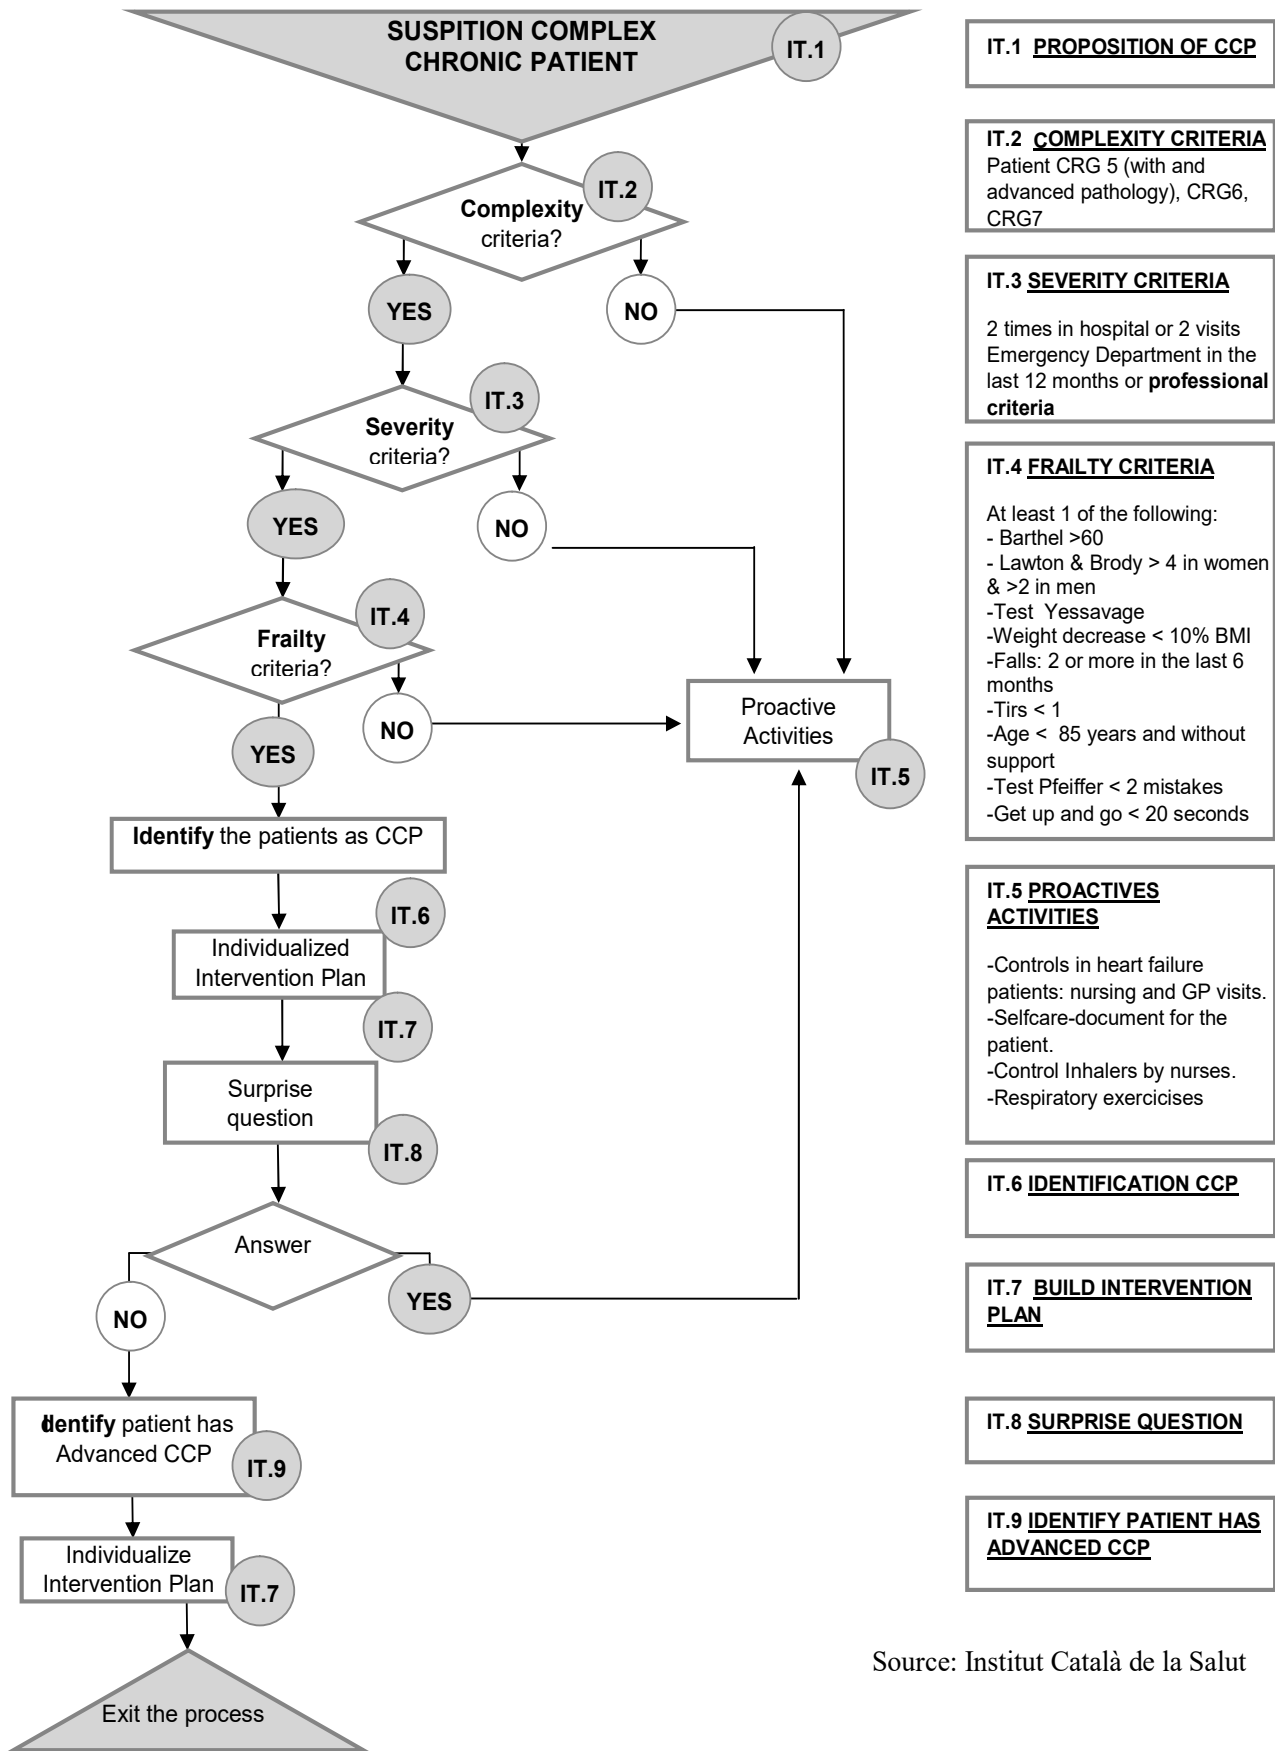 SUSPITION COMPLEX
CHRONIC PATIENT
IT.1
IT.2
Complexity
criteria?
YES
NO
IT.3
Severity
criteria?
YES
NO
IT.4
Frailty
criteria?
NO
YES
Proactive
Activities
IT.5
Identify the patients as CCP
IT.6
Individualized
Intervention Plan
IT.7
Surprise
question
IT.8
Answer
YES
NO
Identify patient has
Advanced CCP
IT.9
Individualize
Intervention Plan
IT.7
Exit the process
IT.1 PROPOSITION OF CCP
IT.2 COMPLEXITY CRITERIA
Patient CRG 5 (with and
advanced pathology), CRG6,
CRG7
IT.3 SEVERITY CRITERIA
2 times in hospital or 2 visits
Emergency Department in the
last 12 months or professional
criteria
IT.4 FRAILTY CRITERIA
At least 1 of the following:
- Barthel >60
- Lawton & Brody > 4 in women
& >2 in men
-Test Yessavage
-Weight decrease < 10% BMI
-Falls: 2 or more in the last 6
months
-Tirs < 1
-Age < 85 years and without
support
-Test Pfeiffer < 2 mistakes
-Get up and go < 20 seconds
IT.5 PROACTIVES
ACTIVITIES
-Controls in heart failure
patients: nursing and GP visits.
-Selfcare-document for the
patient.
-Control Inhalers by nurses.
-Respiratory exercicises
IT.6 IDENTIFICATION CCP
IT.7 BUILD INTERVENTION
PLAN
IT.8 SURPRISE QUESTION
IT.9 IDENTIFY PATIENT HAS
ADVANCED CCP
Source: Institut Català de la Salut